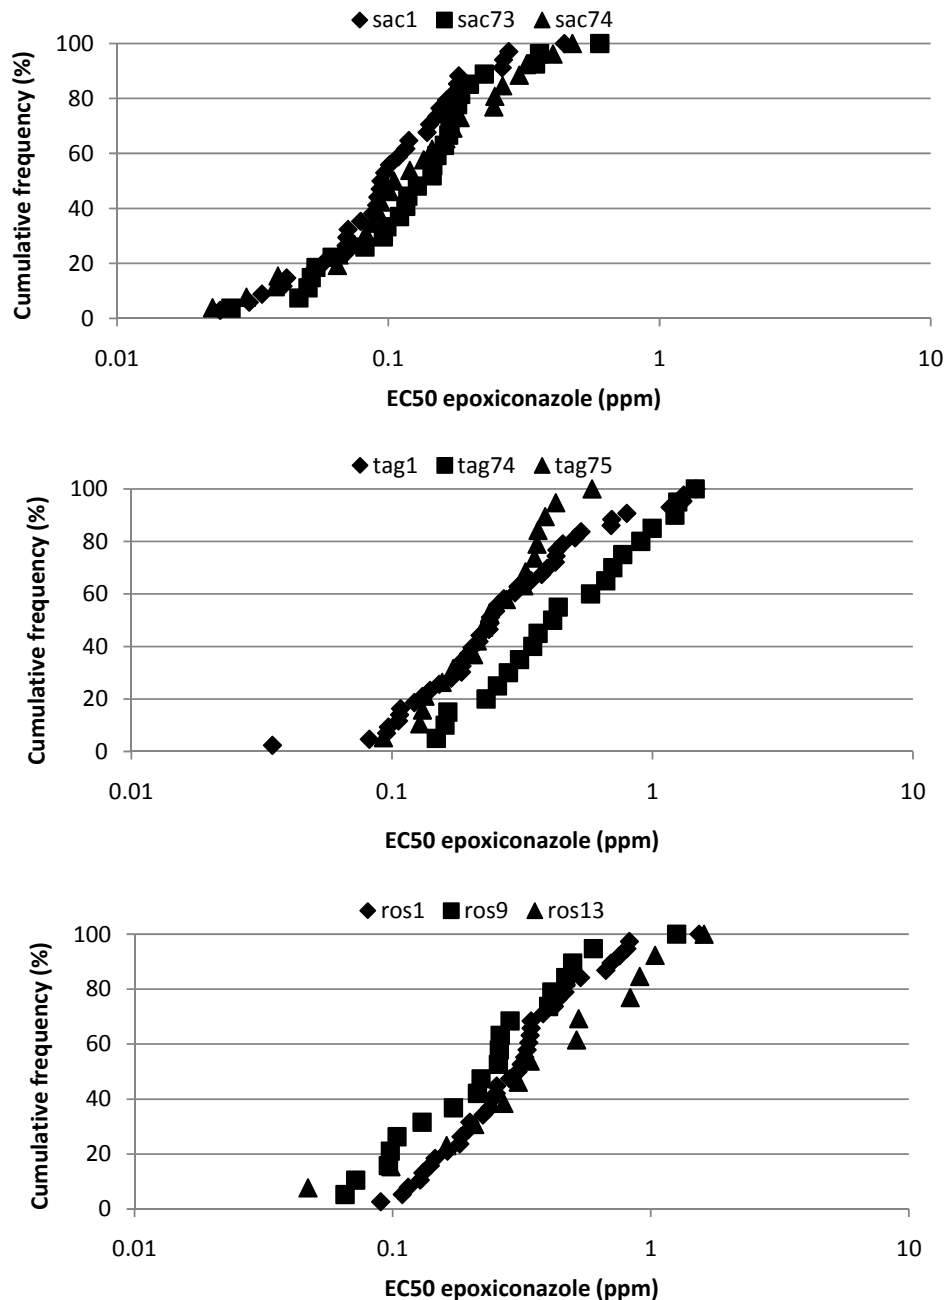 sac1 sac73 sac74
Cumulative frequency (%)
100
80
60
40
20
0
0.01 0.1 1 10
EC50 epoxiconazole (ppm)
tag1 tag74 tag75
Cumulative frequency (%)
100
80
60
40
20
0
0.01 0.1 1 10
EC50 epoxiconazole (ppm)
ros1 ros9 ros13
Cumulative frequency (%)
100
80
60
40
20
0
0.01 0.1 1 10
EC50 epoxiconazole (ppm)